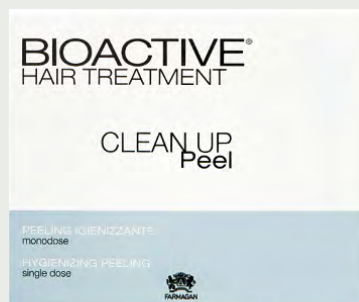 BIOACTIVE®
HAIR TREATMENT
CLEAN UP
Peel
PEELING IGIENIZZANTE
monodose
HYGIENIZING PEELING
single dose
FARMAGAN